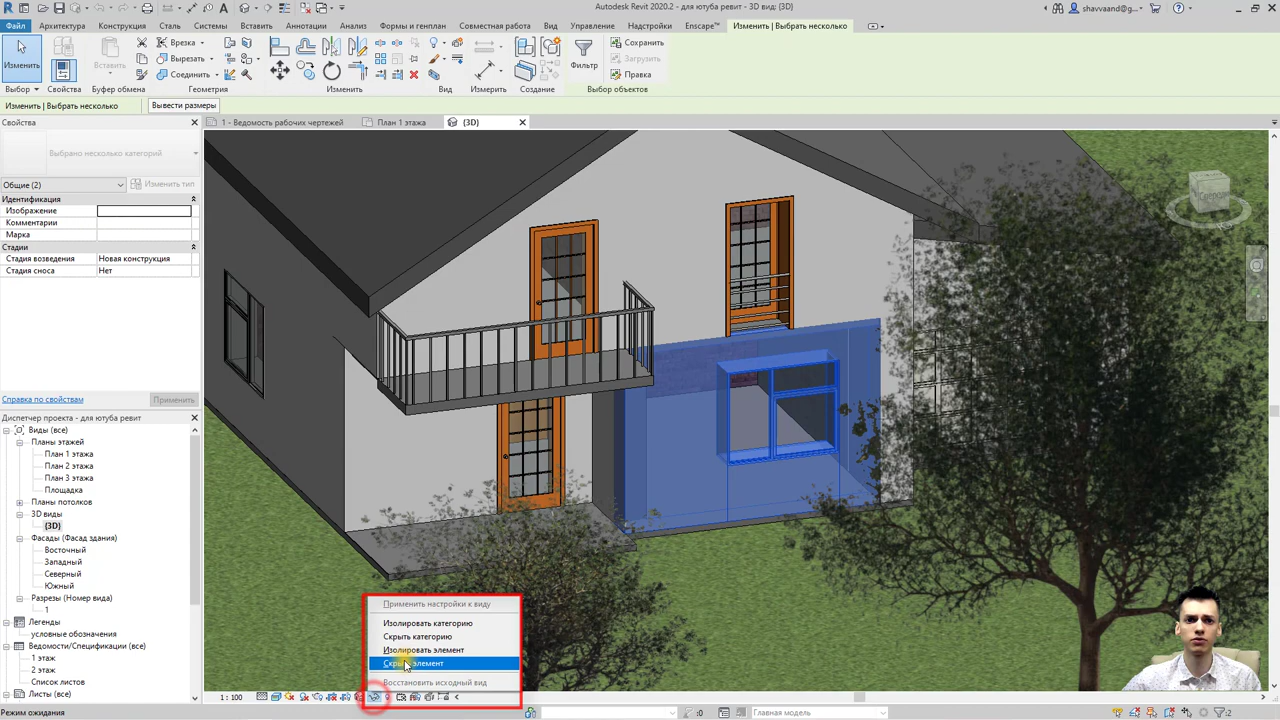 Autodesk Revit 2020.2 - для ютуба ревит - 3D вид: {3D}
shavvaand@g...
Файл Архитектура Конструкция Сталь Системы Вставить Аннотации Анализ Формы и генплан Совместная работа Вид Управление Надстройки Enscape™ Изменить | Выбрать несколько
Врезка Сохранить
Вырезать Загрузить
Изменить Вставить Соединить Фильтр Правка
Выбор Свойства Буфер обмена Геометрия Изменить Вид Измерить Создание Выбор объектов
Изменить | Выбрать несколько Вывести размеры
Свойства
1 - Ведомость рабочих чертежей План 1 этажа {3D}
Выбрано несколько категорий
Общие (2) Изменить тип
Идентификация
Изображение
Комментарии
Марка
Стадии
Стадия возведения Новая конструкция
Стадия сноса Нет
Спереди
Справка по свойствам Применить
Диспетчер проекта - для ютуба ревит
Виды (все)
Планы этажей
План 1 этажа
План 2 этажа
План 3 этажа
Площадка
Планы потолков
3D виды
{3D}
Фасады (Фасад здания)
Восточный
Западный
Северный
Южный
Разрезы (Номер вида)
1
Легенды
условные обозначения
Ведомости/Спецификации (все)
1 этаж
2 этаж
Список листов
Листы (все)
Применить настройки к виду
Изолировать категорию
Скрыть категорию
Изолировать элемент
Скрыть элемент
Восстановить исходный вид
1 : 100
Режим ожидания :0 Главная модель :2